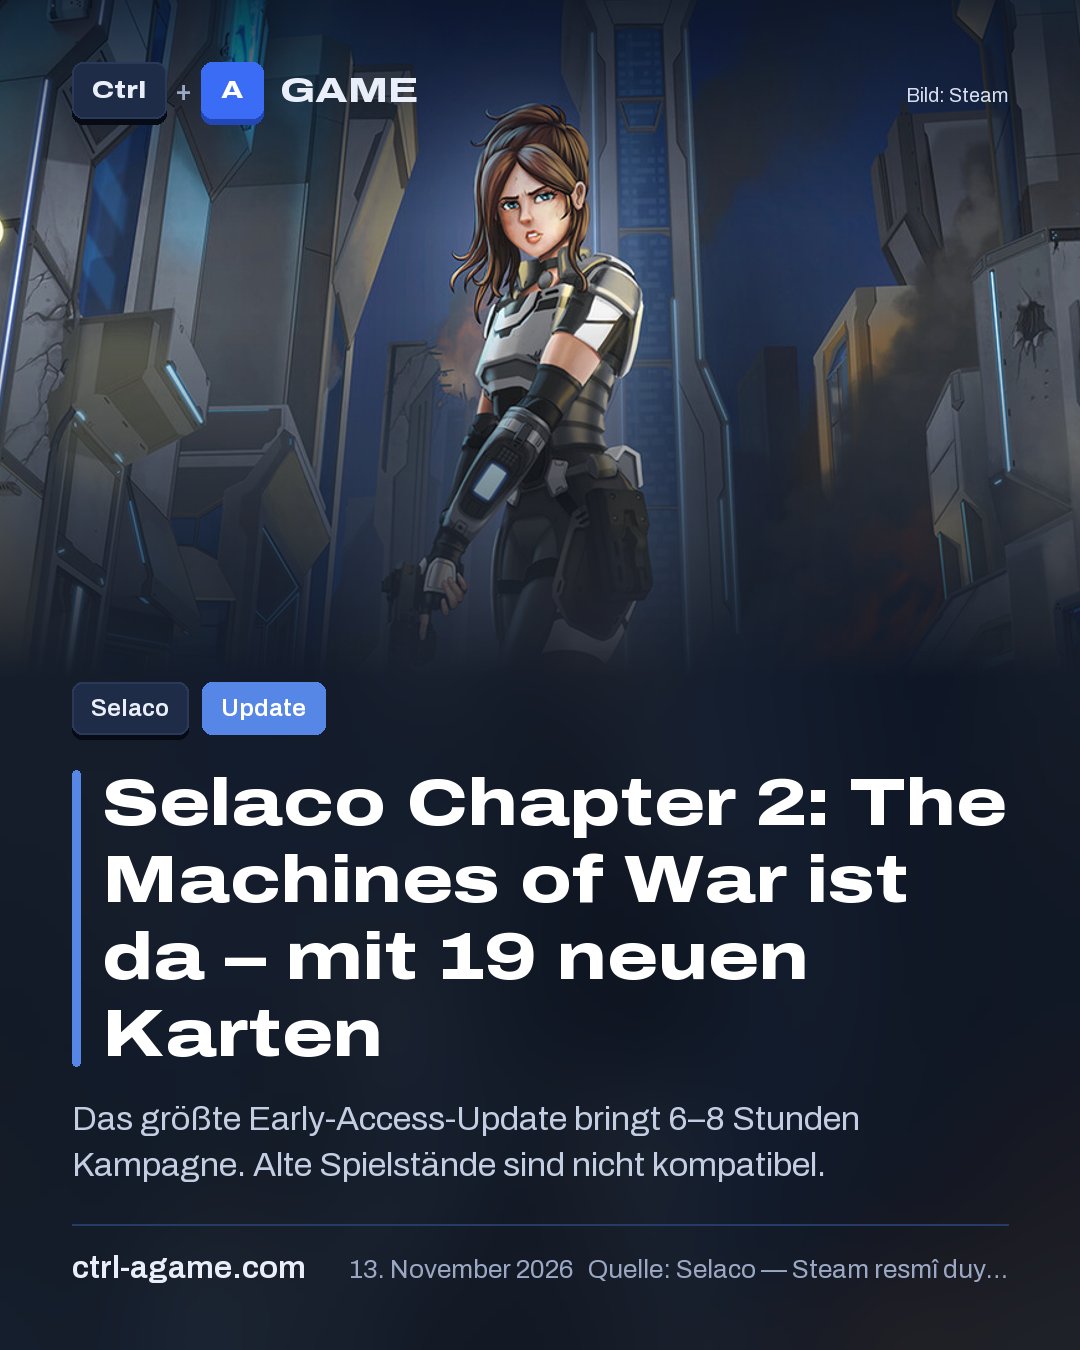 Ctrl + A GAME
Bild: Steam
Selaco Update
Selaco Chapter 2: The
Machines of War ist
da – mit 19 neuen
Karten
Das größte Early-Access-Update bringt 6–8 Stunden
Kampagne. Alte Spielstände sind nicht kompatibel.
ctrl-agame.com 13. November 2026 Quelle: Selaco — Steam resmî duy…